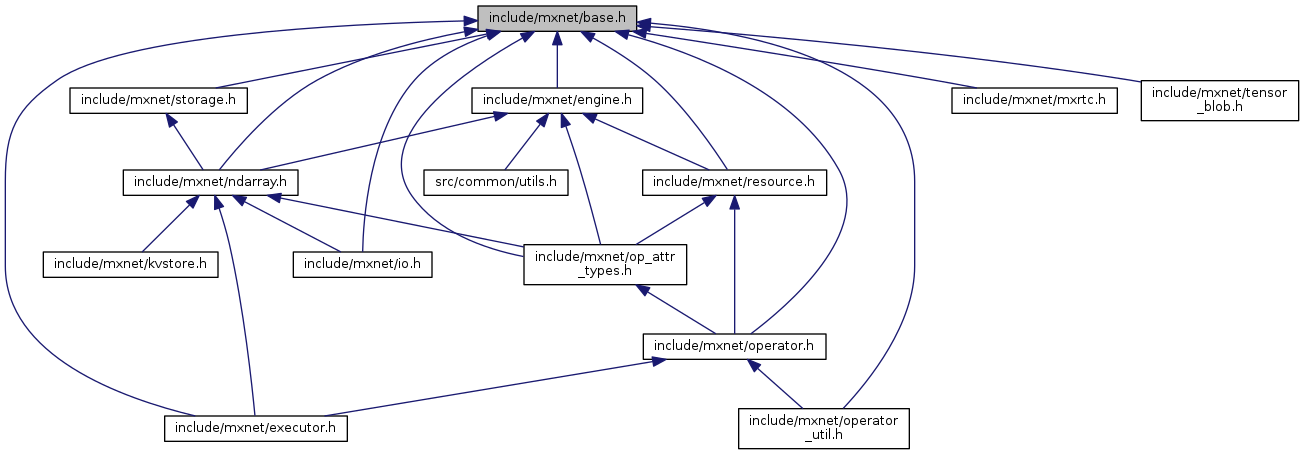 include/mxnet/base.h
include/mxnet/storage.h
include/mxnet/engine.h
include/mxnet/mxrtc.h
include/mxnet/tensor
_blob.h
include/mxnet/ndarray.h
src/common/utils.h
include/mxnet/resource.h
include/mxnet/kvstore.h
include/mxnet/io.h
include/mxnet/op_attr
_types.h
include/mxnet/operator.h
include/mxnet/executor.h
include/mxnet/operator
_util.h